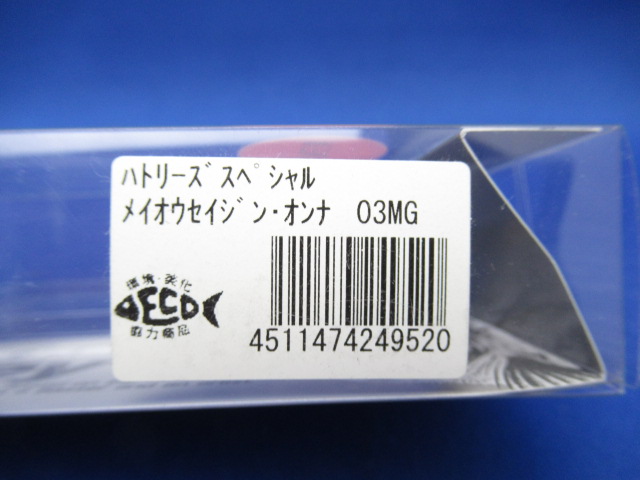 ﾊﾄﾘｰｽﾞｽﾍﾟｼｬﾙ
ﾒｲｵｳｾｲｼﾞﾝ･ｵﾝﾅ 03MG
環境・美化
ECO
協力商品
4511474249520